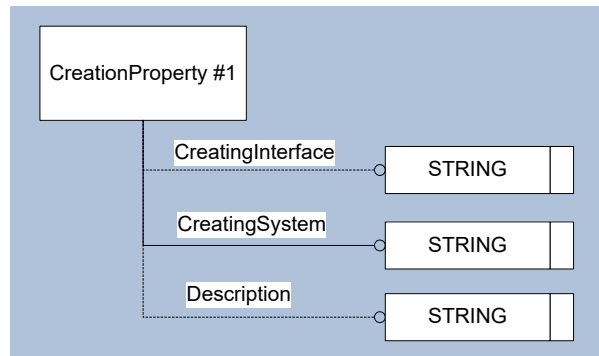 CreationProperty #1
CreatingInterface
STRING
CreatingSystem
STRING
Description
STRING